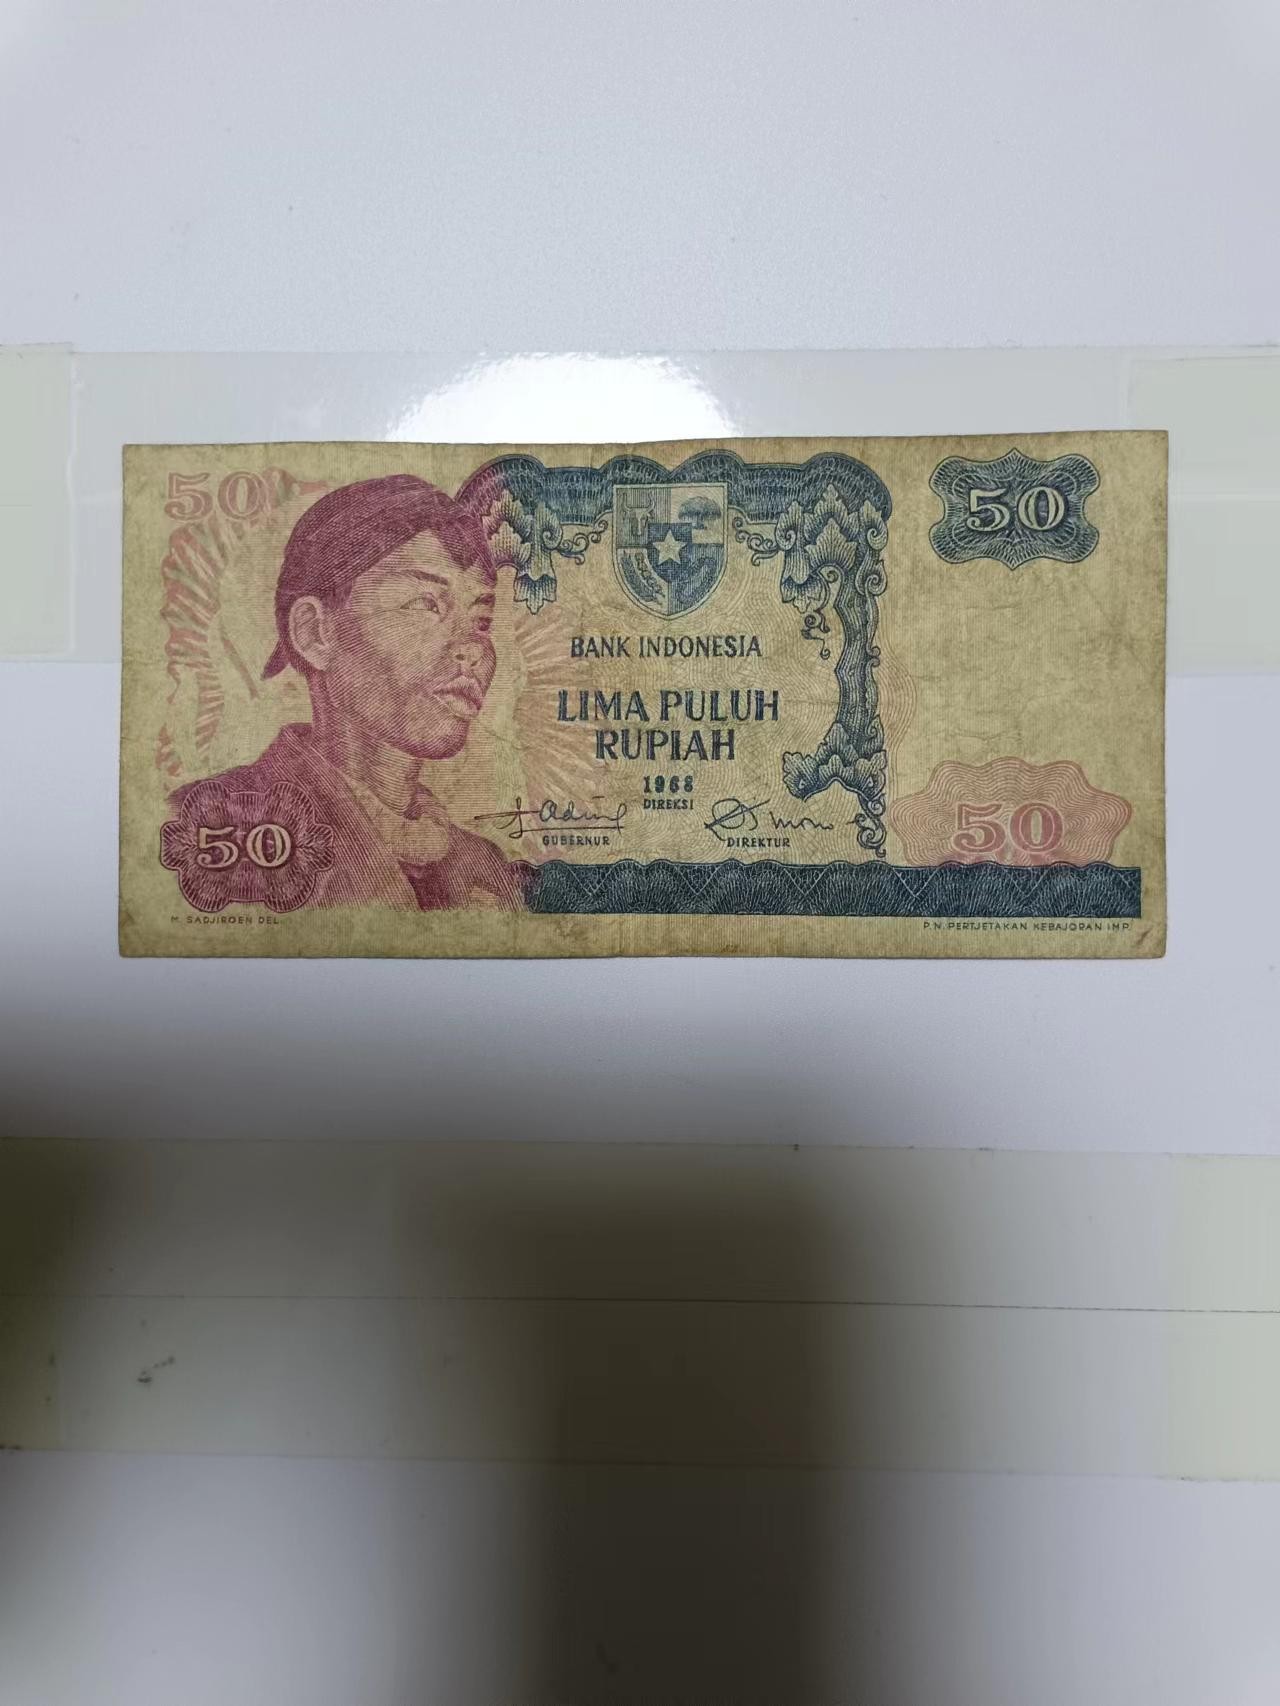 50
50
BANK INDONESIA
LIMA PULUH
RUPIAH
1968
DIREKSI
GUBERNUR
DIREKTUR
50
50
M. SADJIROEN DEL.
P.N. PERTJETAKAN KEBAJORAN IMP.